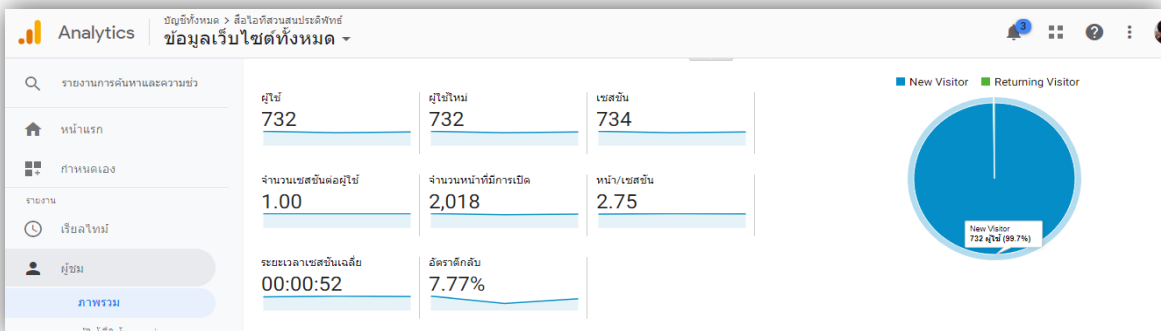 Analytics
บัญชีทั้งหมด > สื่อไอทีสวนสนประดิพัทธ์
ข้อมูลเว็บไซต์ทั้งหมด
3
รายงานการค้นหาและความช่ว
หน้าแรก
กำหนดเอง
รายงาน
เรียลไทม์
ผู้ชม
ภาพรวม
ผู้ใช้
732
ผู้ใช้ใหม่
732
เซสชัน
734
จำนวนเซสชันต่อผู้ใช้
1.00
จำนวนหน้าที่มีการเปิด
2,018
หน้า/เซสชัน
2.75
ระยะเวลาเซสชันเฉลี่ย
00:00:52
อัตราตีกลับ
7.77%
New Visitor Returning Visitor
New Visitor
732 ผู้ใช้ (99.7%)